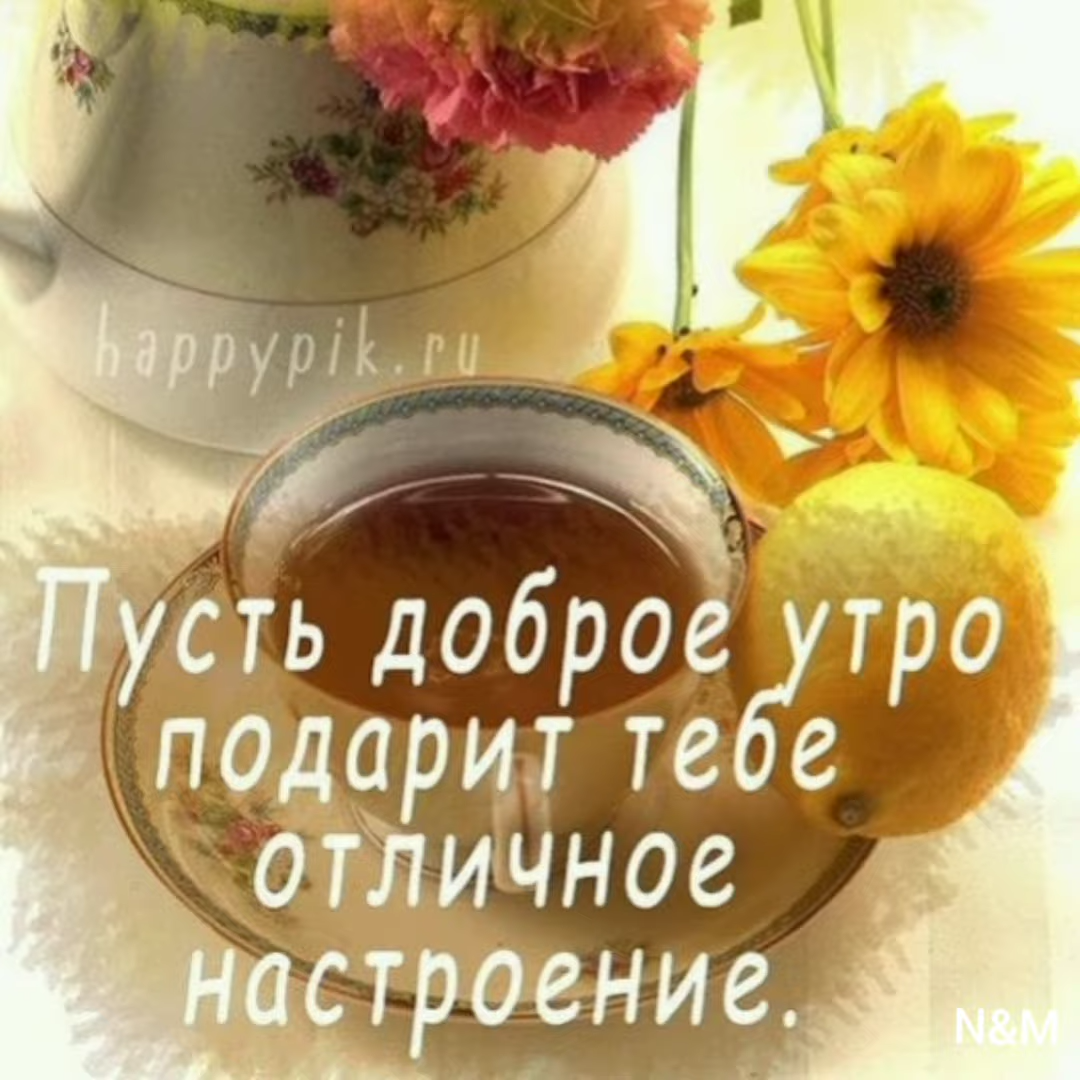 happypik.ru
Пусть доброе утро
подарит тебе
отличное
настроение.
N&M